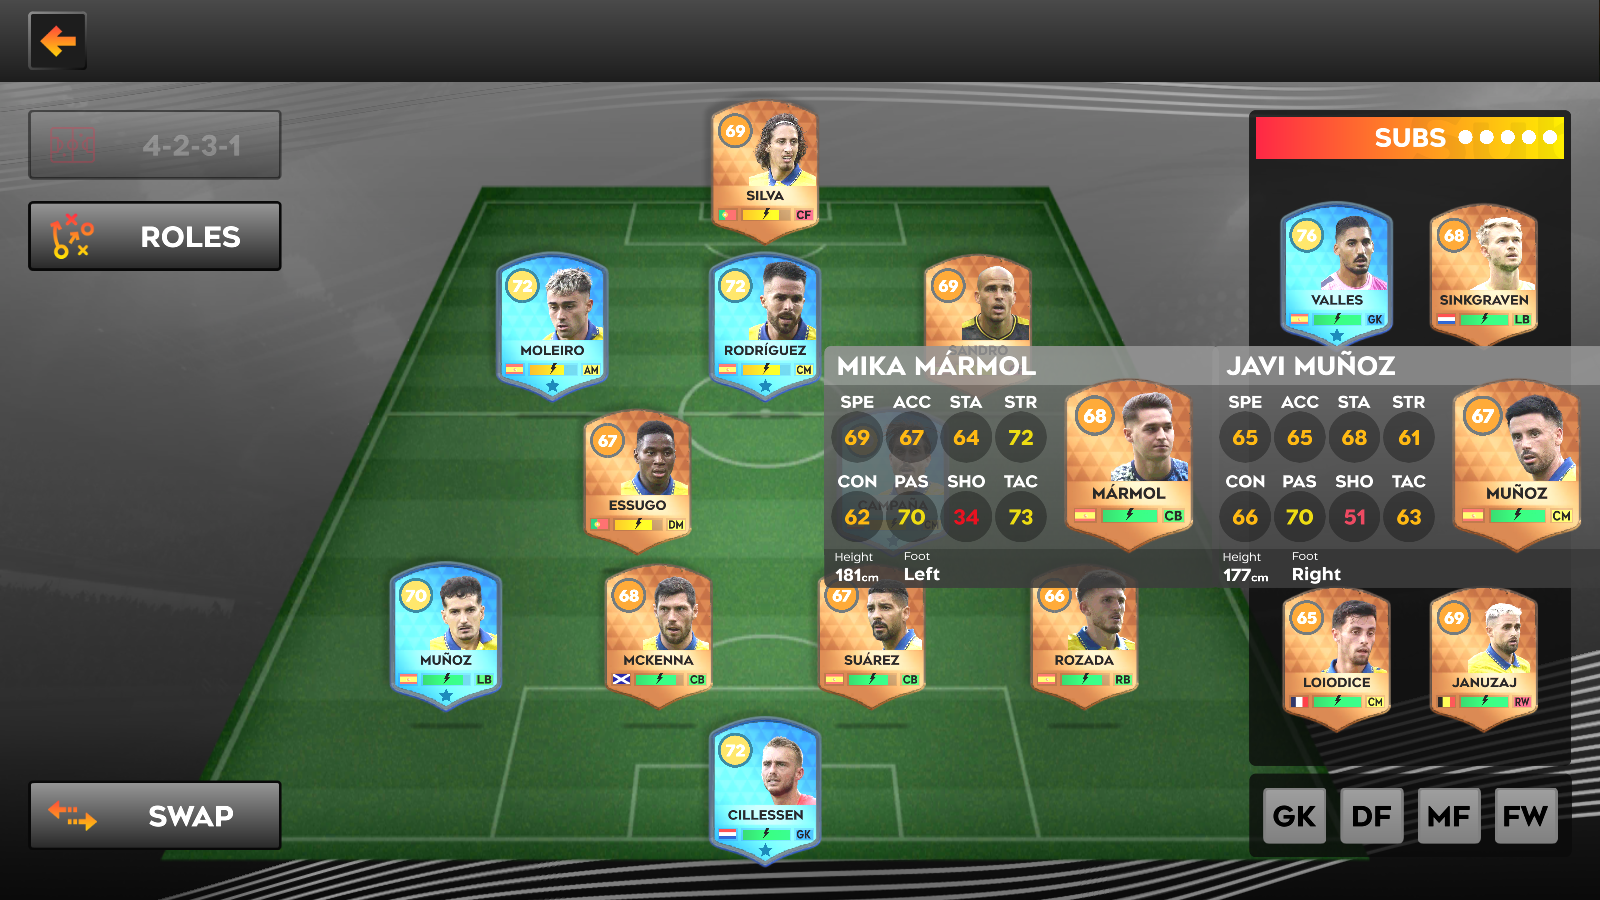 4-2-3-1
ROLES
SWAP
69
SILVA
CF
72
MOLEIRO
AM
72
RODRÍGUEZ
CM
69
SANDRO
67
ESSUGO
DM
CAMPAÑA
CM
70
MUÑOZ
LB
68
MCKENNA
CB
67
SUÁREZ
CB
66
ROZADA
RB
72
CILLESSEN
GK
MIKA MÁRMOL
SPE ACC STA STR
69 67 64 72
CON PAS SHO TAC
62 70 34 73
Height Foot
181cm Left
68
MÁRMOL
CB
JAVI MUÑOZ
SPE ACC STA STR
65 65 68 61
CON PAS SHO TAC
66 70 51 63
Height Foot
177cm Right
67
MUÑOZ
CM
SUBS
76
VALLES
GK
68
SINKGRAVEN
LB
65
LOIODICE
CM
69
JANUZAJ
RW
GK DF MF FW